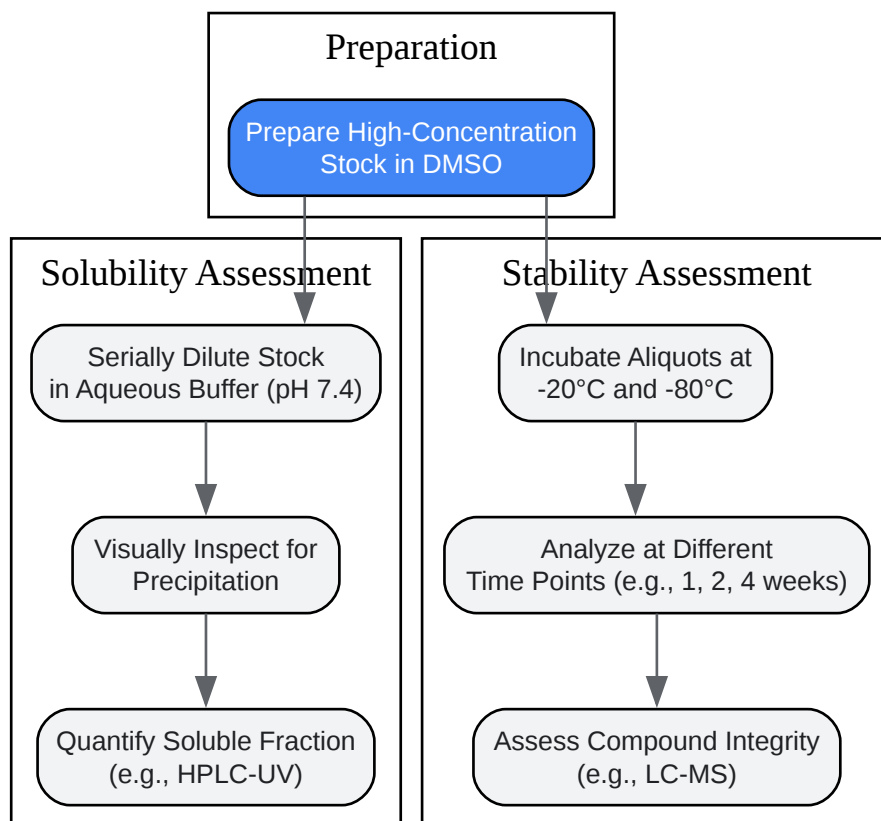 Preparation
Prepare High-Concentration
Stock in DMSO
Solubility Assessment
Serially Dilute Stock
in Aqueous Buffer (pH 7.4)
Visually Inspect for
Precipitation
Quantify Soluble Fraction
(e.g., HPLC-UV)
Stability Assessment
Incubate Aliquots at
-20°C and -80°C
Analyze at Different
Time Points (e.g., 1, 2, 4 weeks)
Assess Compound Integrity
(e.g., LC-MS)